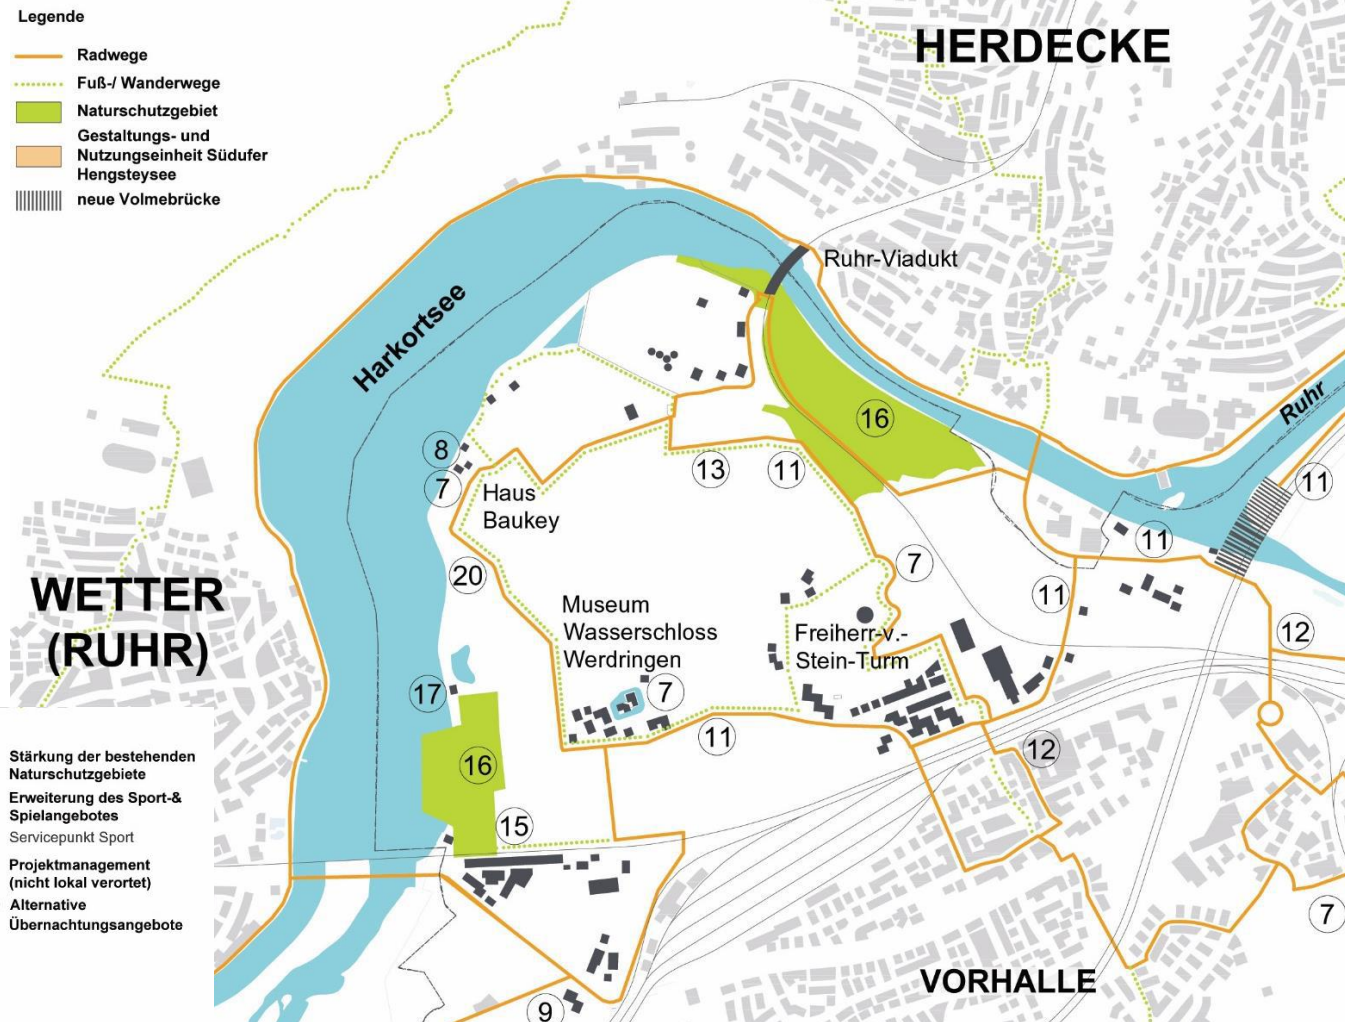 Legende
Radwege
Fuß-/ Wanderwege
Naturschutzgebiet
Gestaltungs- und
Nutzungseinheit Südufer
Hengsteysee
neue Volmebrücke
HERDECKE
Ruhr-Viadukt
Harkortsee
Ruhr
16
8
13
11
11
7
Haus
Baukey
11
7
20
11
WETTER
(RUHR)
Museum
Wasserschloss
Werdringen
Freiherr-v.-
Stein-Turm
12
17
7
11
12
16
15
Stärkung der bestehenden
Naturschutzgebiete
Erweiterung des Sport-&
Spielangebotes
Servicepunkt Sport
Projektmanagement
(nicht lokal verortet)
Alternative
Übernachtungsangebote
7
VORHALLE
9